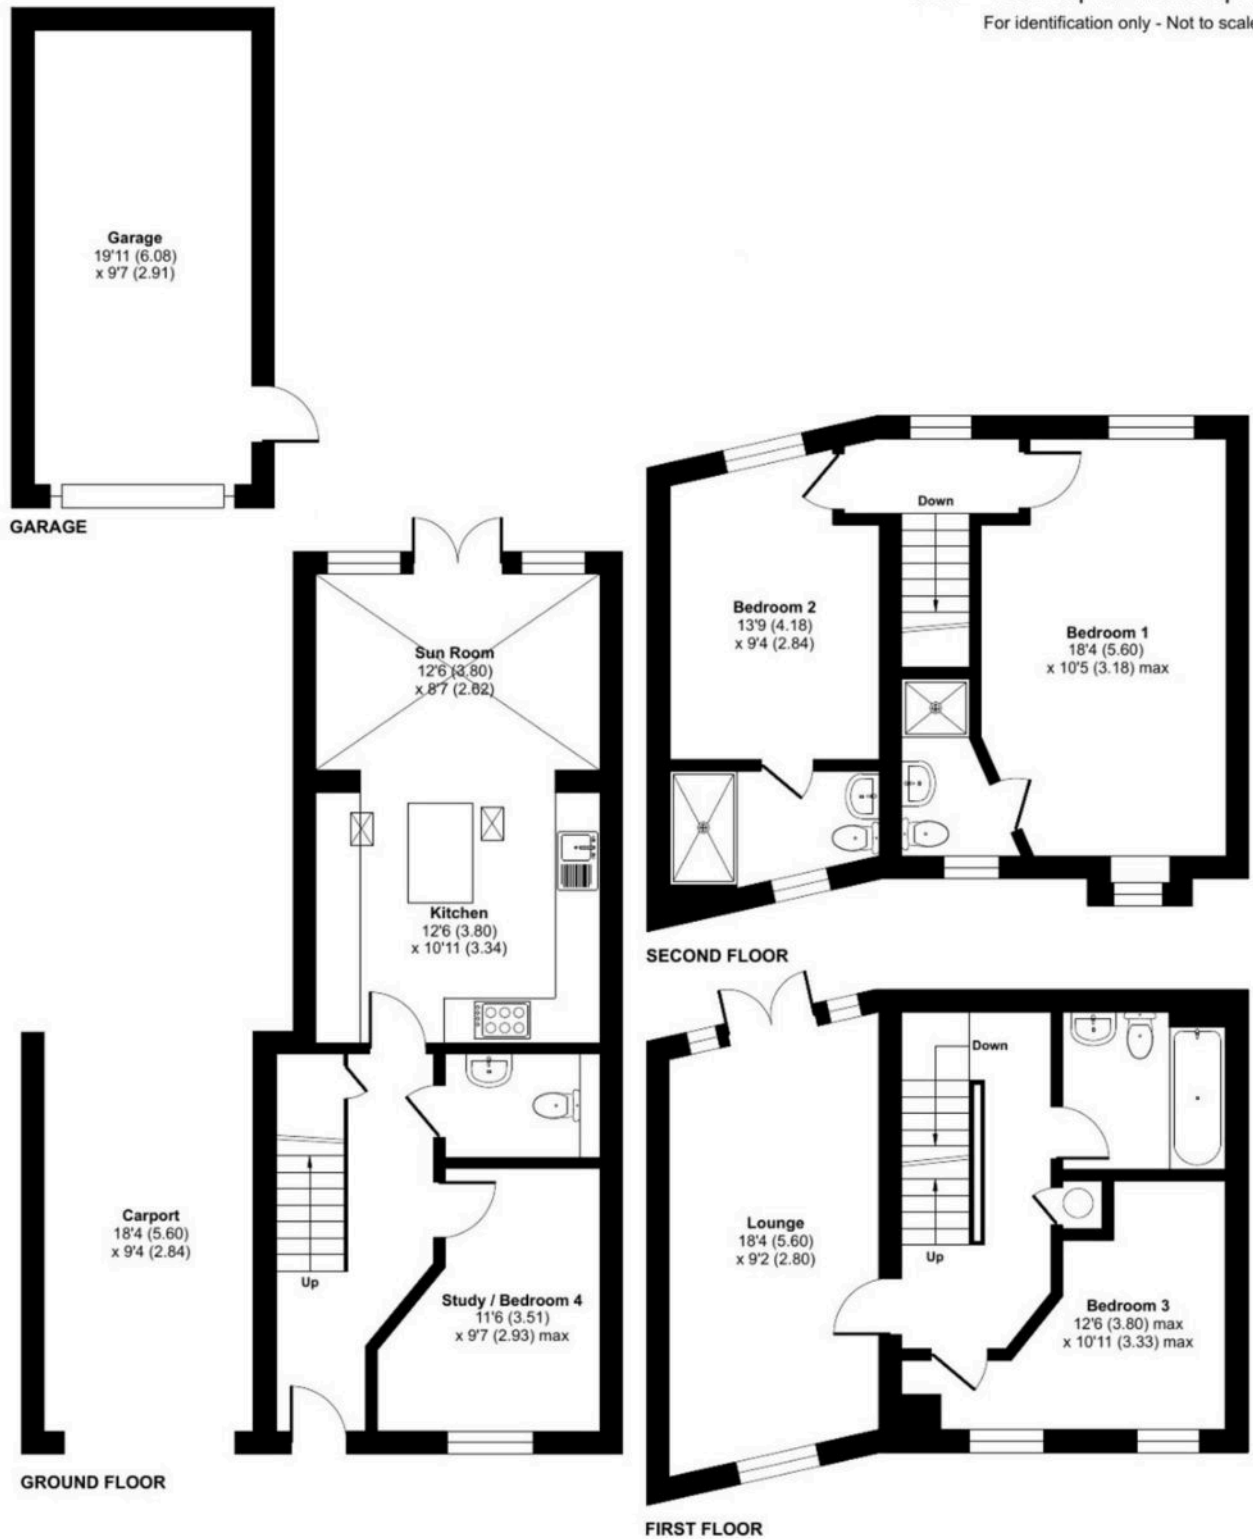 For identification only - Not to scale
Garage
19'11 (6.08)
x 9'7 (2.91)
GARAGE
Sun Room
12'6 (3.80)
x 8'7 (2.62)
Kitchen
12'6 (3.80)
x 10'11 (3.34)
Carport
18'4 (5.60)
x 9'4 (2.84)
Up
Study / Bedroom 4
11'6 (3.51)
x 9'7 (2.93) max
GROUND FLOOR
Down
Bedroom 2
13'9 (4.18)
x 9'4 (2.84)
Bedroom 1
18'4 (5.60)
x 10'5 (3.18) max
SECOND FLOOR
Down
Lounge
18'4 (5.60)
x 9'2 (2.80)
Up
Bedroom 3
12'6 (3.80) max
x 10'11 (3.33) max
FIRST FLOOR